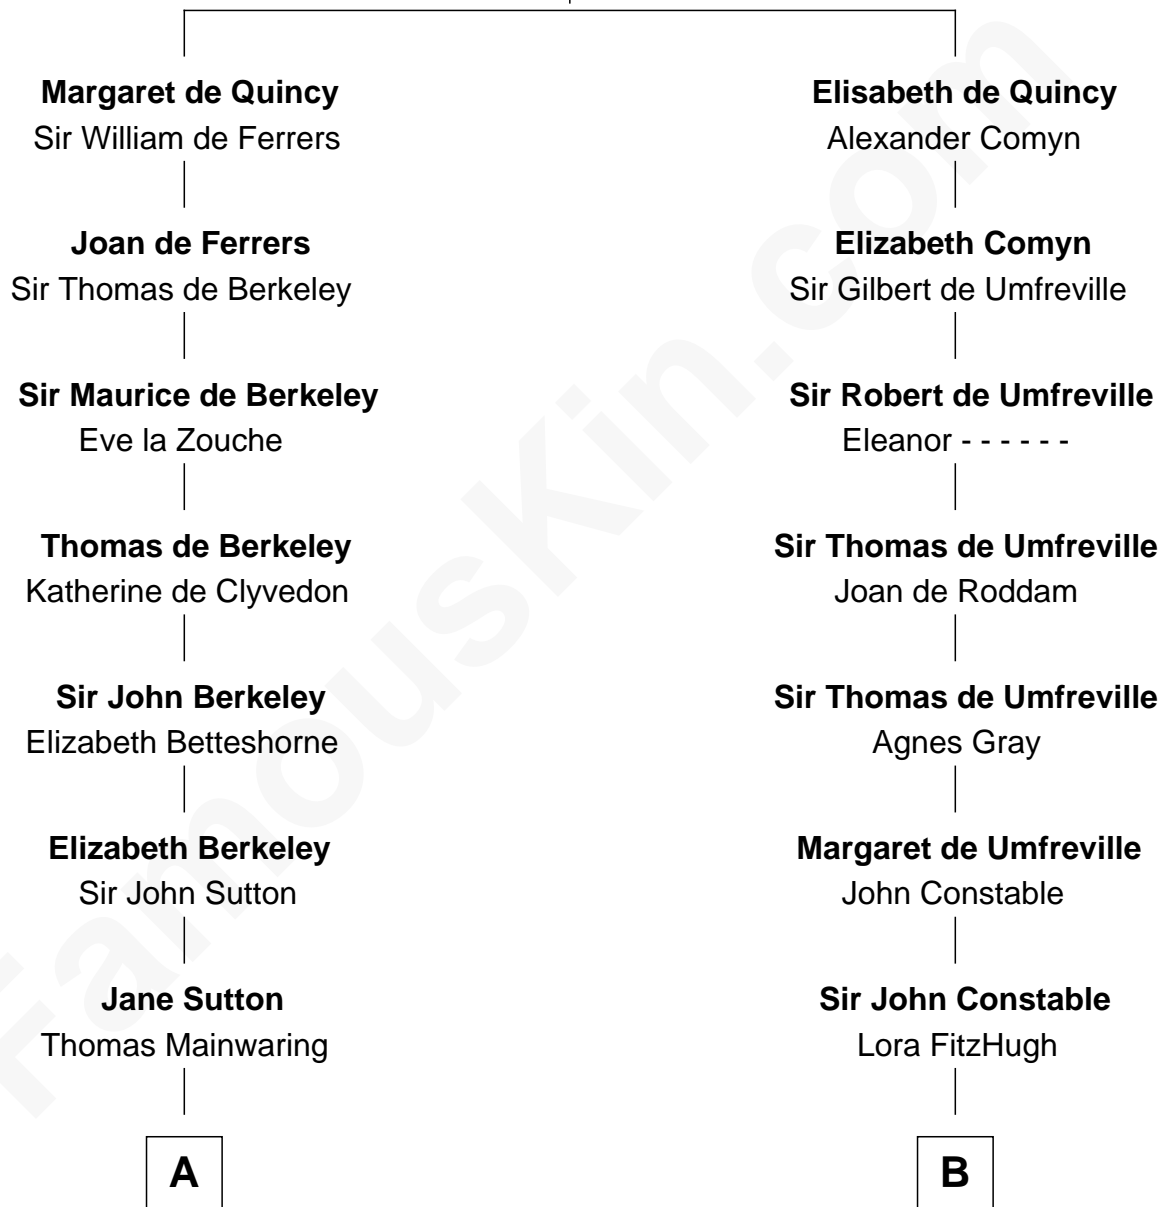 Margaret de Quincy
Sir William de Ferrers
Elisabeth de Quincy
Alexander Comyn
Joan de Ferrers
Sir Thomas de Berkeley
Elizabeth Comyn
Sir Gilbert de Umfreville
Sir Maurice de Berkeley
Eve la Zouche
Sir Robert de Umfreville
Eleanor - - - - - -
Thomas de Berkeley
Katherine de Clyvedon
Sir Thomas de Umfreville
Joan de Roddam
Sir John Berkeley
Elizabeth Betteshorne
Sir Thomas de Umfreville
Agnes Gray
Elizabeth Berkeley
Sir John Sutton
Margaret de Umfreville
John Constable
Jane Sutton
Thomas Mainwaring
Sir John Constable
Lora FitzHugh
A
B
FamousKin.com